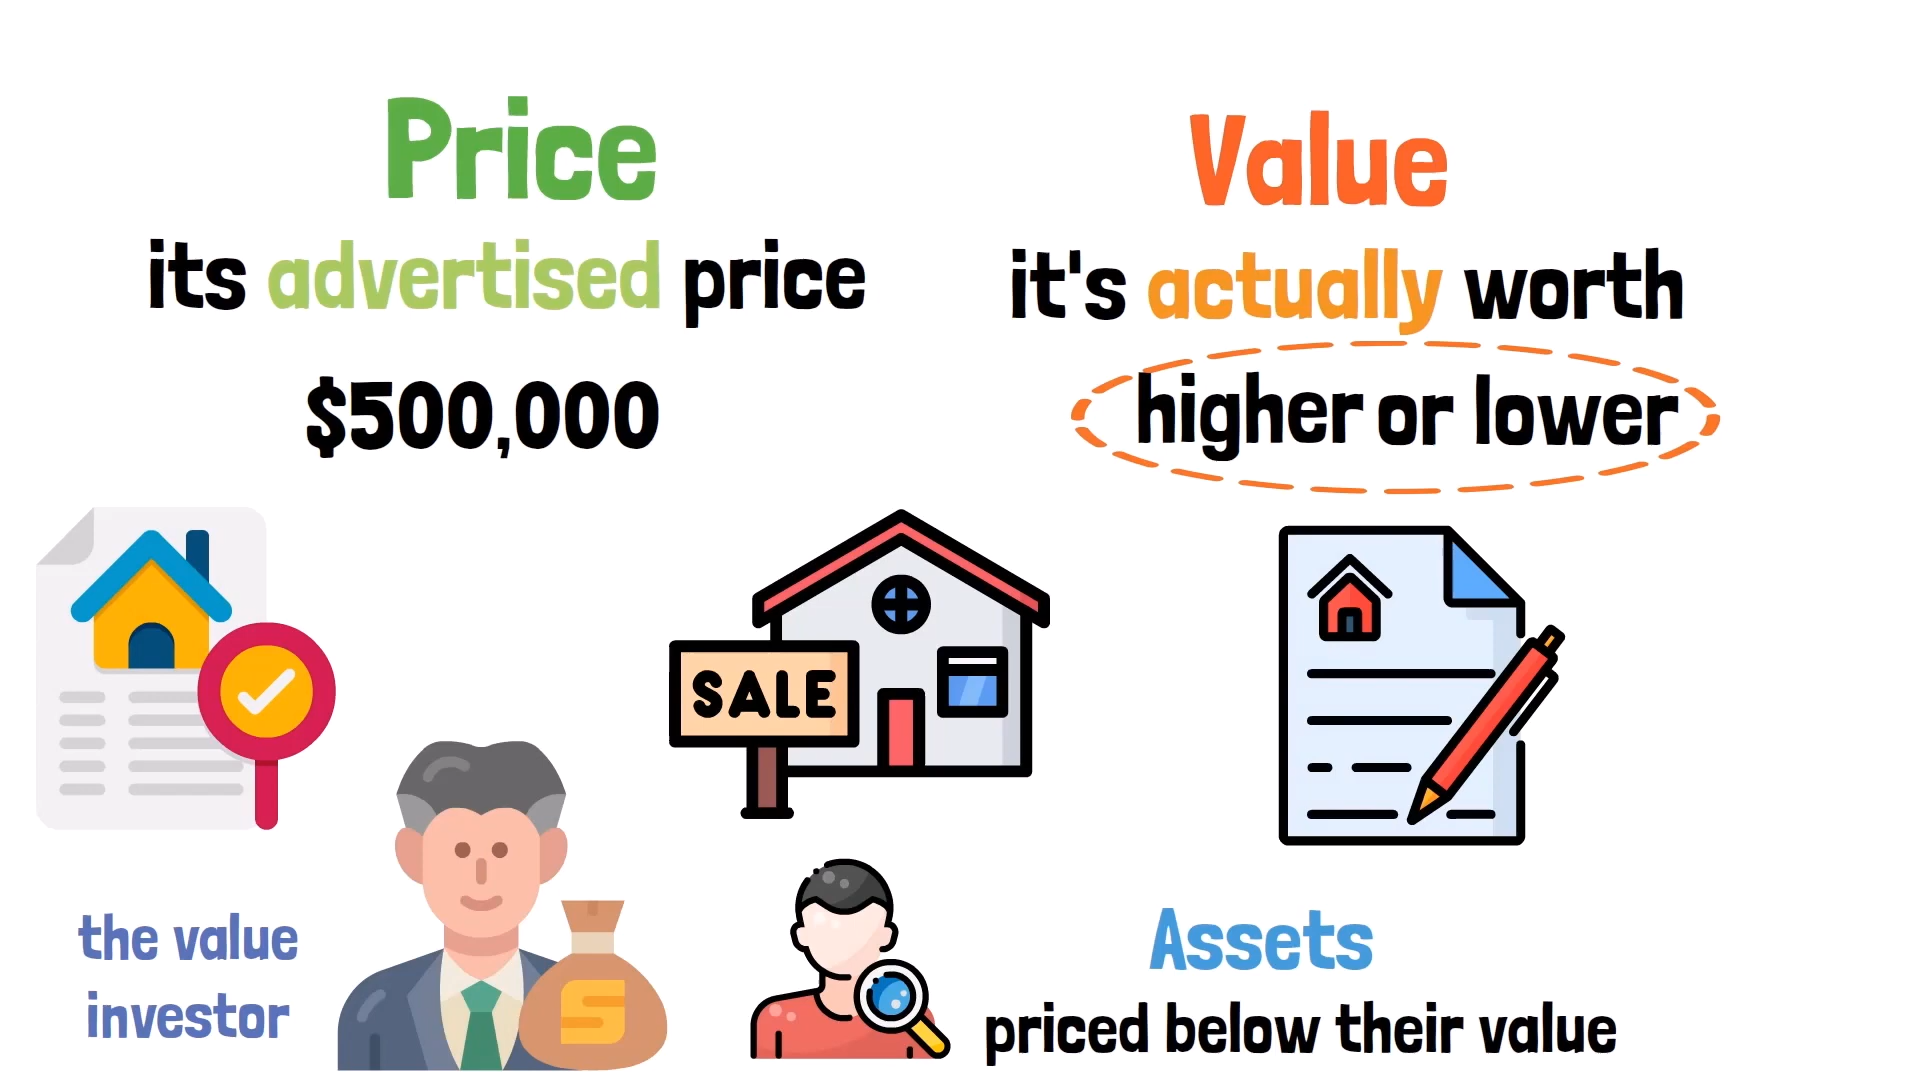 Price
its advertised price
$500,000
Value
it's actually worth
higher or lower
SALE
the value
investor
Assets
priced below their value